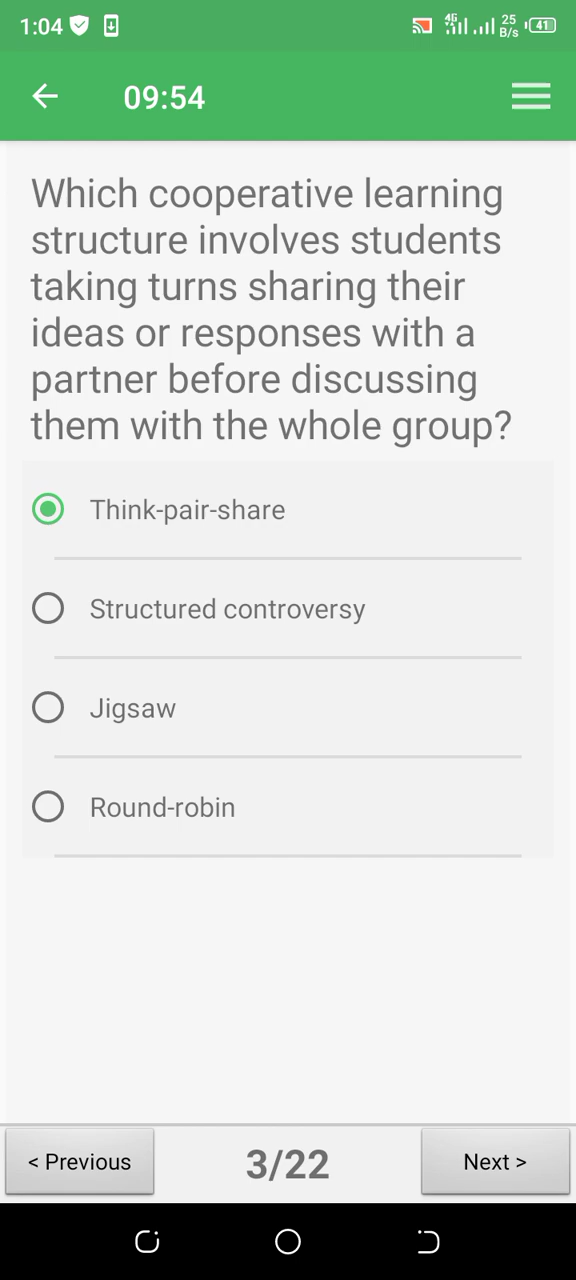 1:04 4G 25 B/s 41
09:54
Which cooperative learning
structure involves students
taking turns sharing their
ideas or responses with a
partner before discussing
them with the whole group?
Think-pair-share
Structured controversy
Jigsaw
Round-robin
< Previous 3/22 Next >